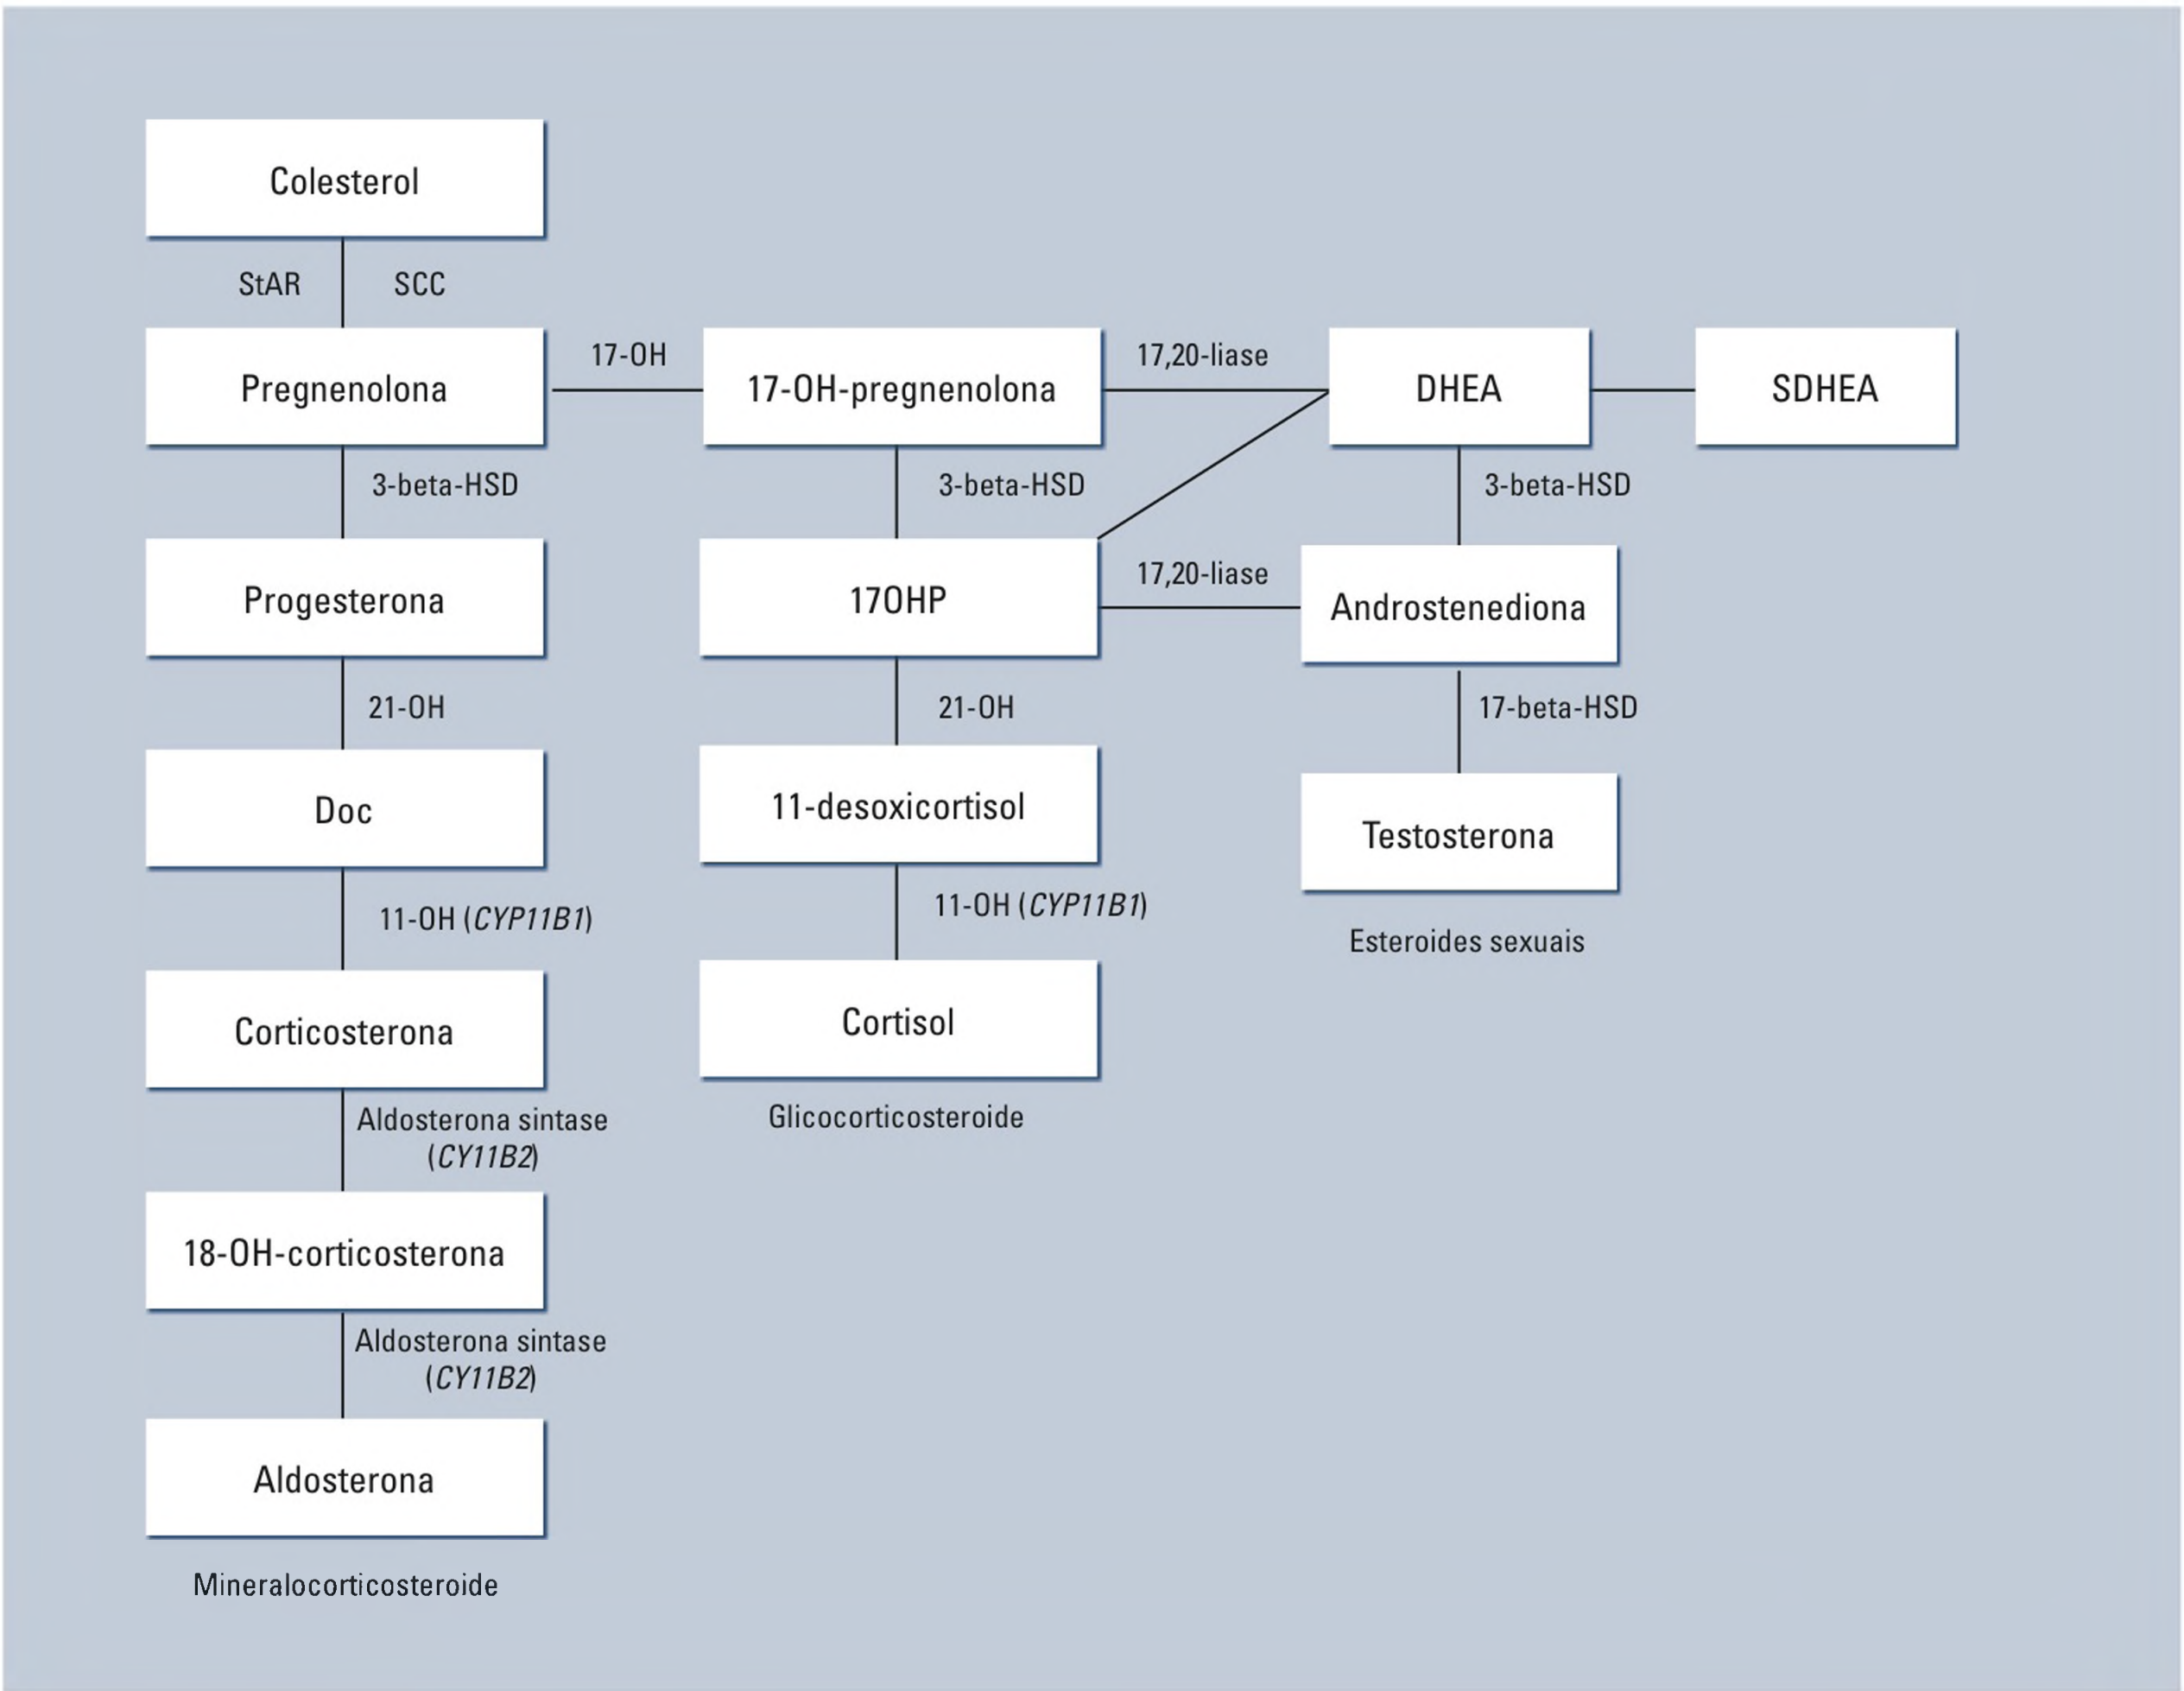 Colesterol
StAR
SCC
Pregnenolona
17-OH
17-OH-pregnenolona
17,20-liase
DHEA
SDHEA
3-beta-HSD
3-beta-HSD
3-beta-HSD
Progesterona
17OHP
17,20-liase
Androstenediona
21-OH
21-OH
17-beta-HSD
Doc
11-desoxicortisol
Testosterona
11-OH (CYP11B1)
11-OH (CYP11B1)
Esteroides sexuais
Corticosterona
Cortisol
Aldosterona sintase
(CY11B2)
Glicocorticosteroide
18-OH-corticosterona
Aldosterona sintase
(CY11B2)
Aldosterona
Mineralocorticosteroide